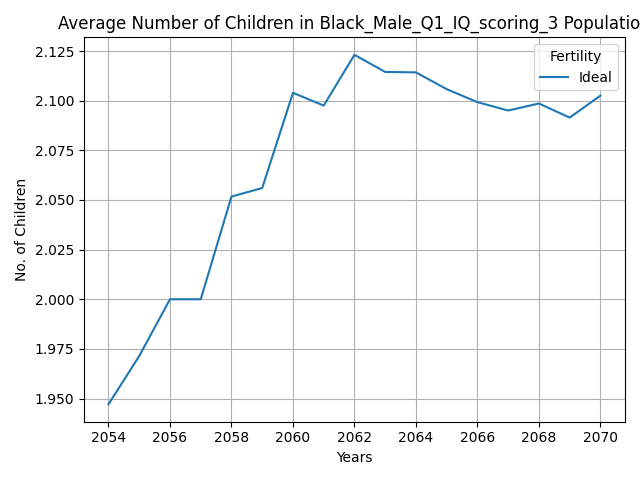 Average Number of Children in Black_Male_Q1_IQ_scoring_3 Populatio
2.125
2.100
2.075
2.050
2.025
2.000
1.975
1.950
No. of Children
Fertility
Ideal
2054 2056 2058 2060 2062 2064 2066 2068 2070
Years